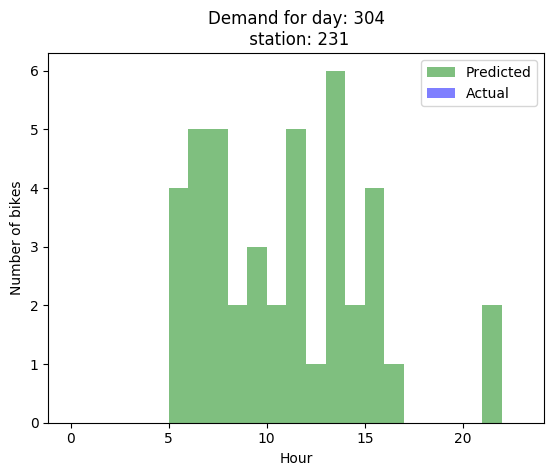 Demand for day: 304
station: 231
Predicted
Actual
Number of bikes
6
5
4
3
2
1
0
0 5 10 15 20
Hour